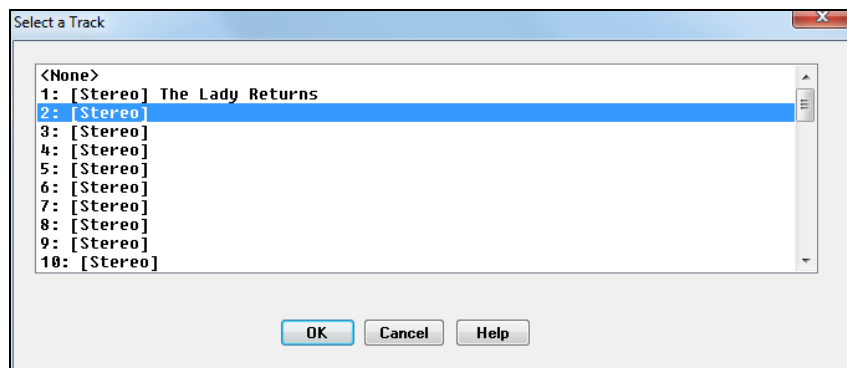 Select a Track
<None>
1: [Stereo] The Lady Returns
2: [Stereo]
3: [Stereo]
4: [Stereo]
5: [Stereo]
6: [Stereo]
7: [Stereo]
8: [Stereo]
9: [Stereo]
10: [Stereo]
OK Cancel Help